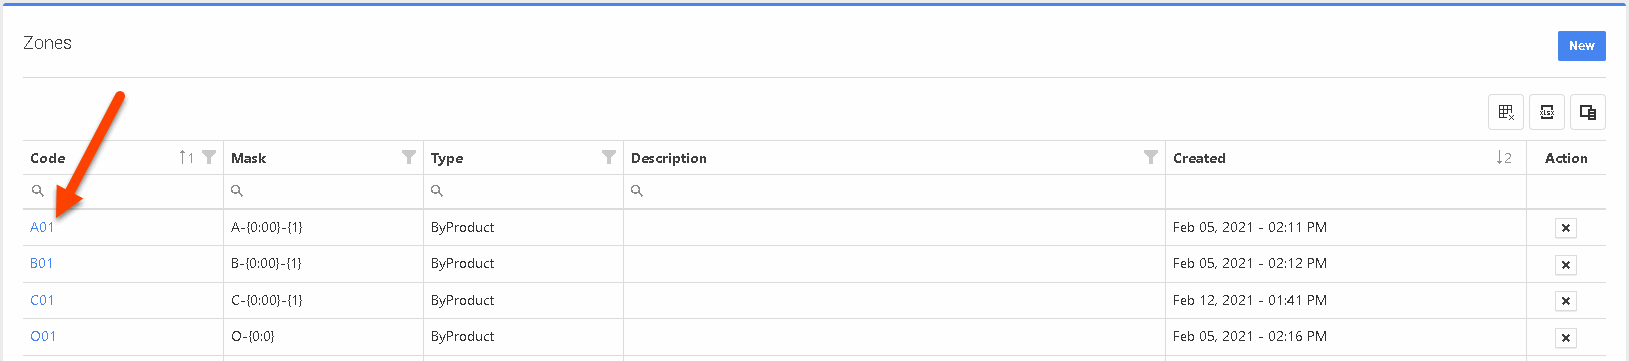 Zones
New
XLSX
Code 1 Mask Type Description Created 2 Action
A01 A-{0:00}-{1} ByProduct Feb 05, 2021 - 02:11 PM
B01 B-{0:00}-{1} ByProduct Feb 05, 2021 - 02:12 PM
C01 C-{0:00}-{1} ByProduct Feb 12, 2021 - 01:41 PM
O01 O-{0:0} ByProduct Feb 05, 2021 - 02:16 PM